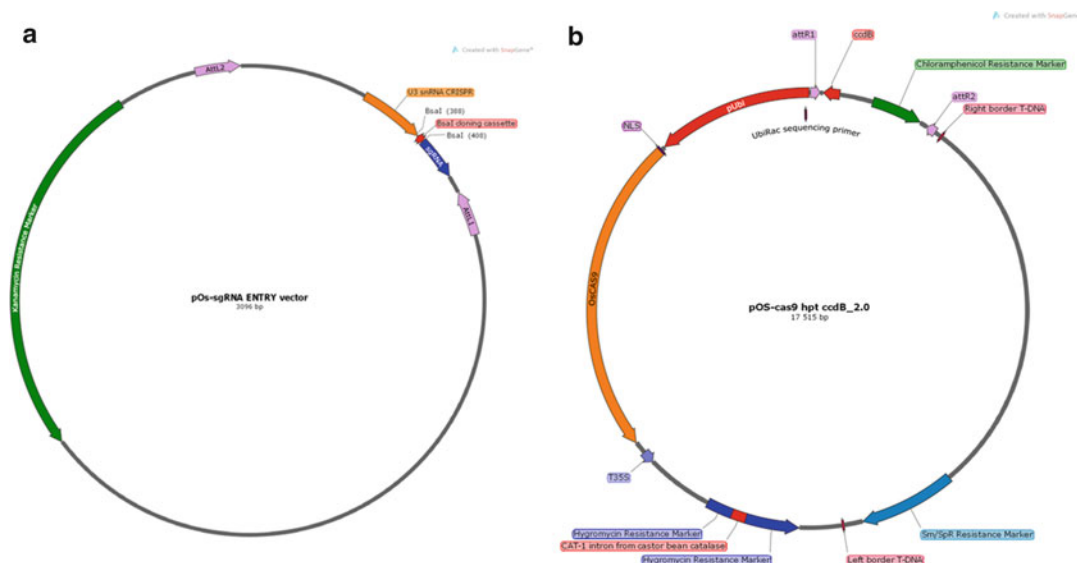 a
Created with SnapGene®
AttL2
U3 snRNA CRISPR
BsaI (388)
BsaI cloning cassette
BsaI (408)
sgRNA
AttL1
Kanamycin Resistance Marker
pOs-sgRNA ENTRY vector
3096 bp
b
Created with SnapGen
attR1
ccdB
Chloramphenicol Resistance Marker
attR2
Right border T-DNA
pUbi
UbiRac sequencing primer
NLS
OsCAS9
pOS-cas9 hpt ccdB_2.0
17 515 bp
T35S
Hygromycin Resistance Marker
CAT-1 intron from castor bean catalase
Hygromycin Resistance Marker
Left border T-DNA
Sm/SpR Resistance Marker